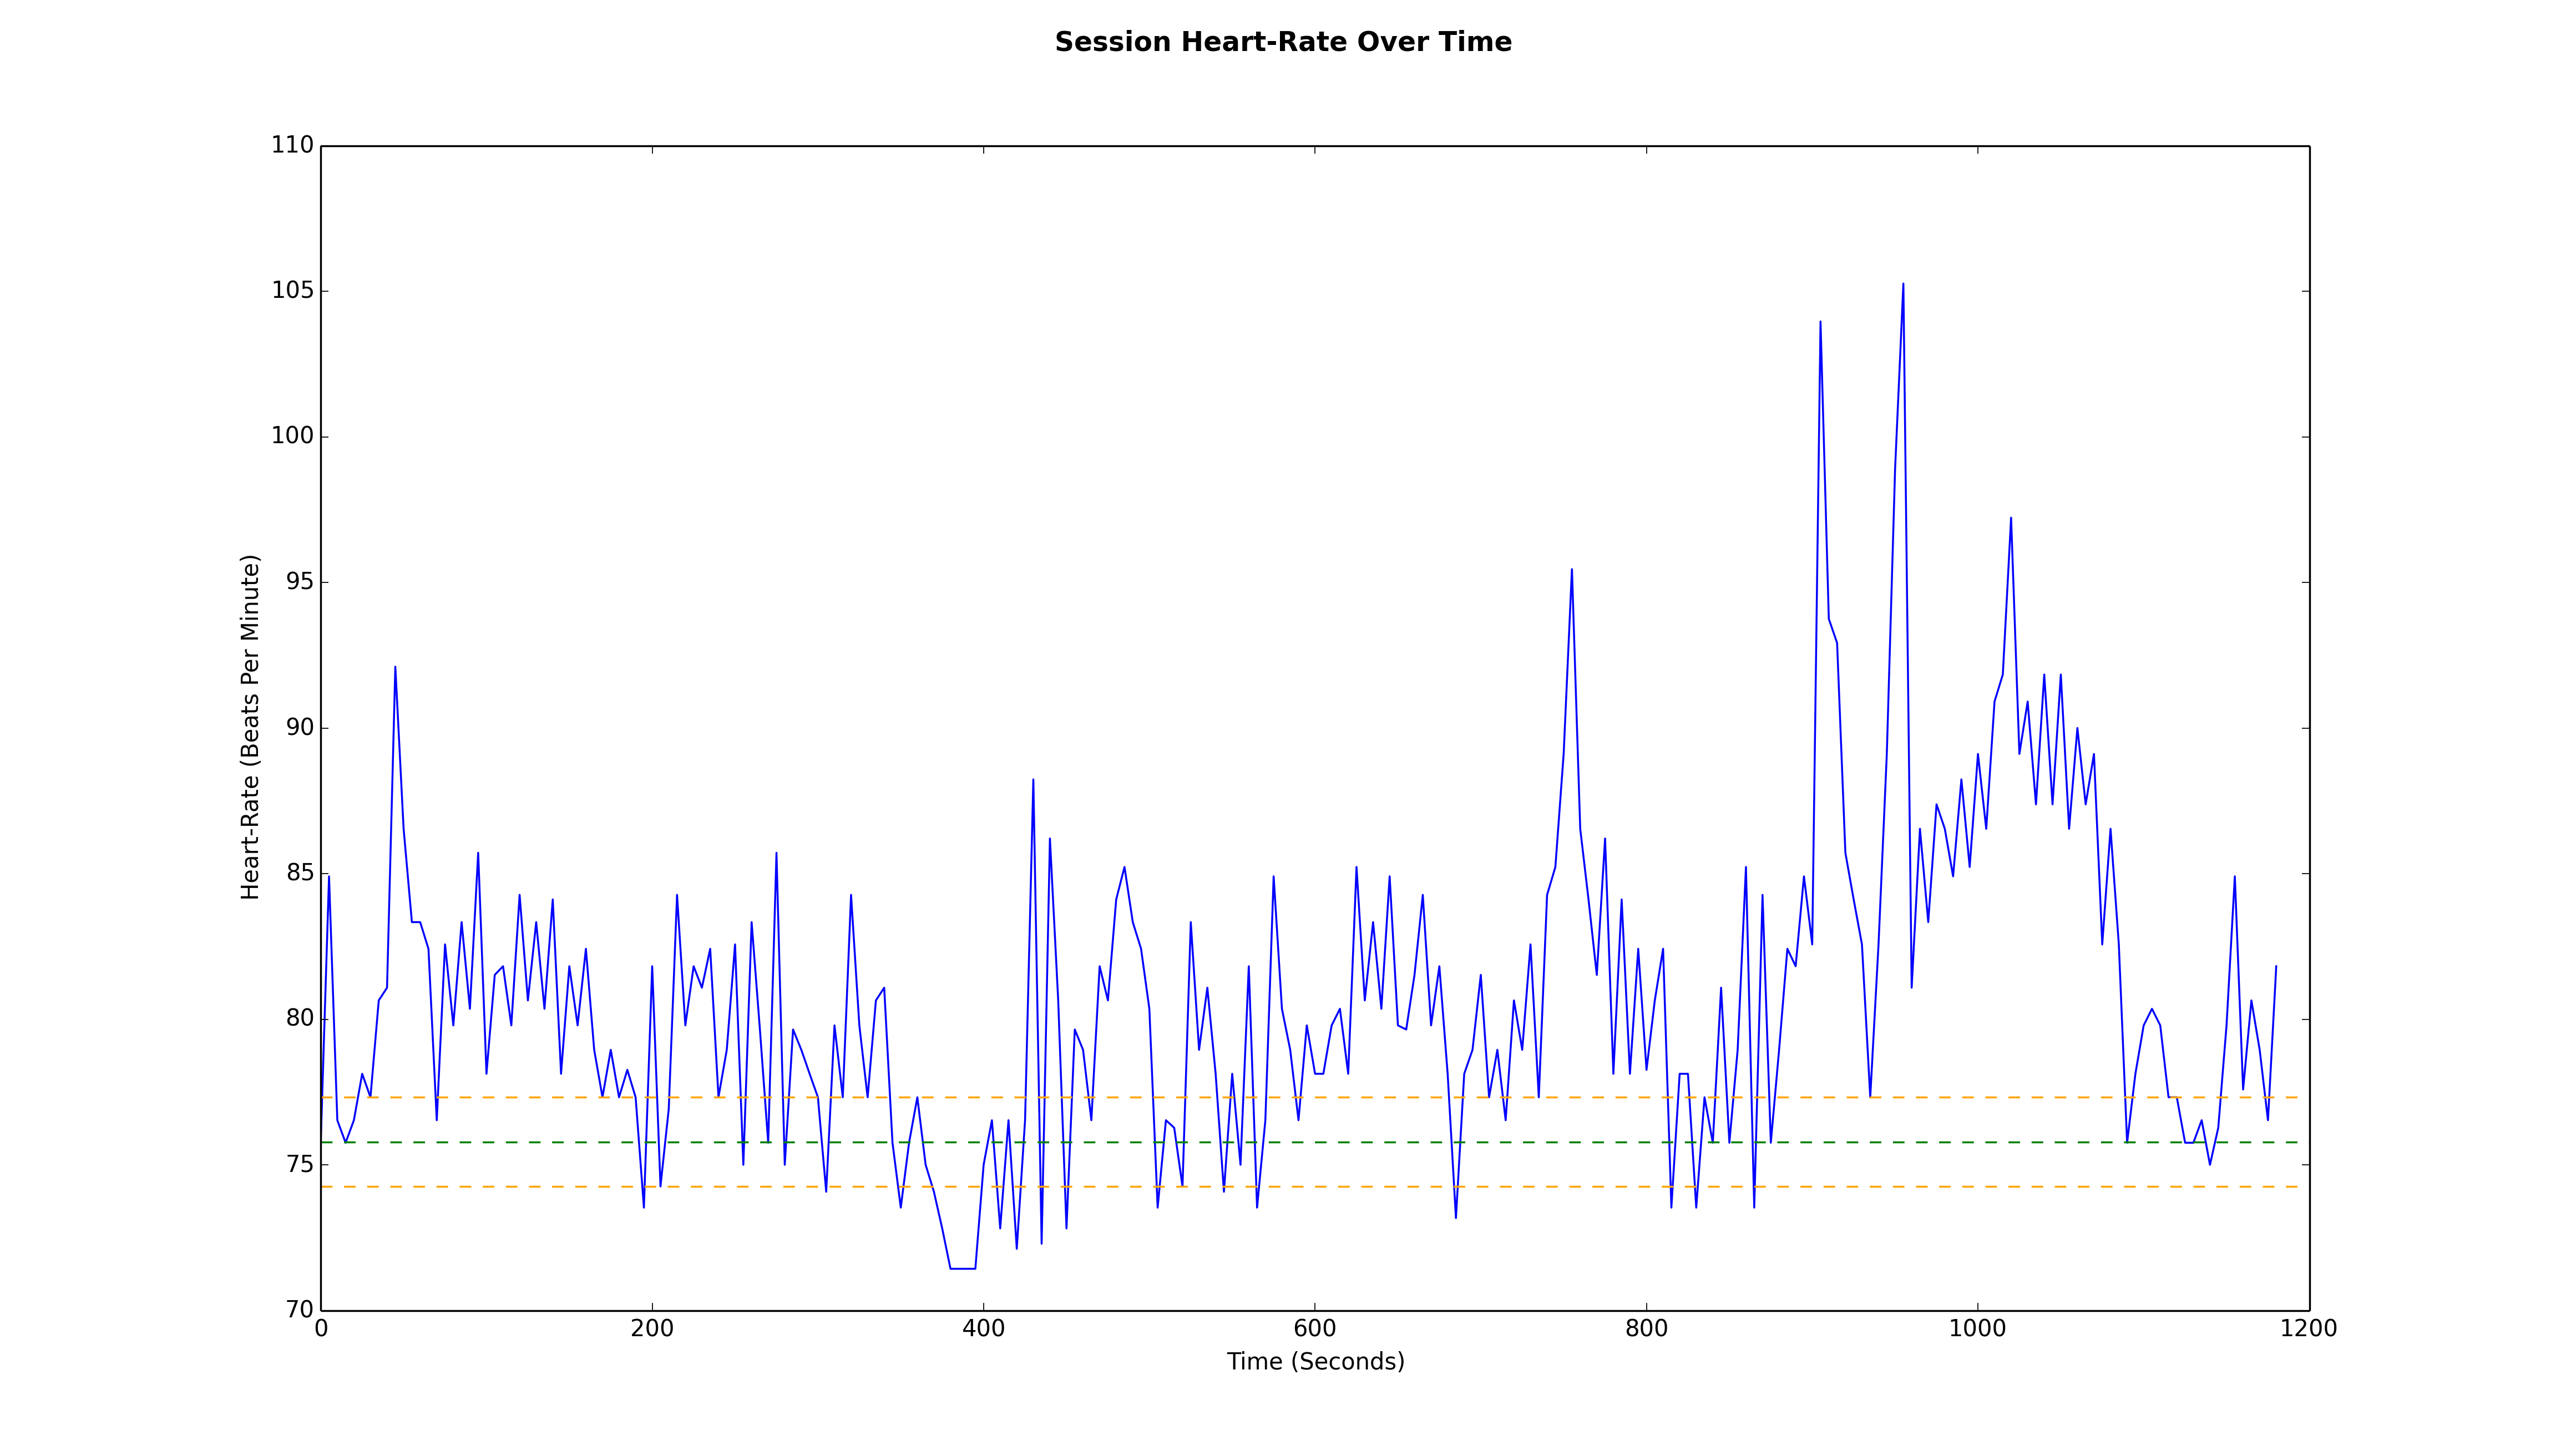 Session Heart-Rate Over Time
110
105
100
95
90
85
80
75
70
Heart-Rate (Beats Per Minute)
0 200 400 600 800 1000 1200
Time (Seconds)